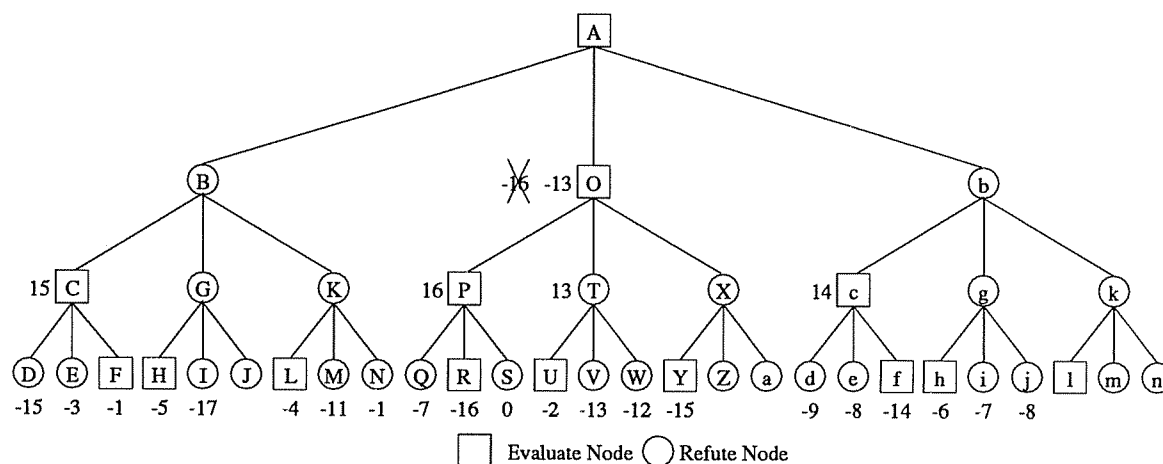 A
B -16 -13 O b
15 C G K 16 P 13 T X 14 c g k
D E F H I J L M N Q R S U V W Y Z a d e f h i j l m n
-15 -3 -1 -5 -17 -4 -11 -1 -7 -16 0 -2 -13 -12 -15 -9 -8 -14 -6 -7 -8
Evaluate Node Refute Node